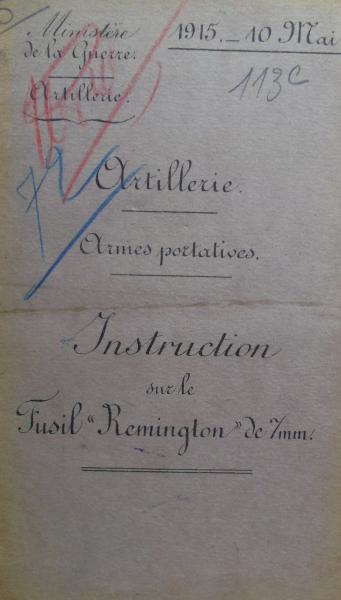 Ministère
de la Guerre.
Artillerie.
1915. _ 10 Mai
113c
72
Artillerie.
Armes portatives.
Instruction
sur le
Fusil "Remington" de 7mm.